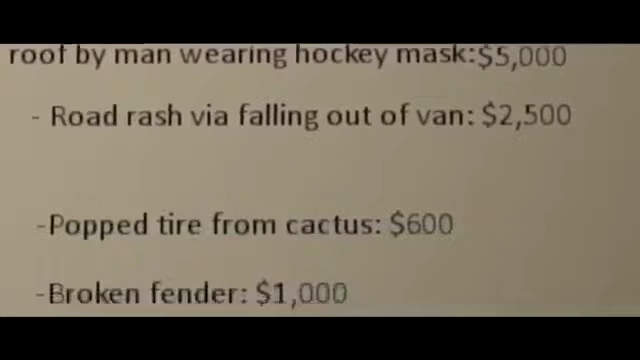 roof by man wearing hockey mask:$5,000
- Road rash via falling out of van: $2,500
-Popped tire from cactus: $600
-Broken fender: $1,000